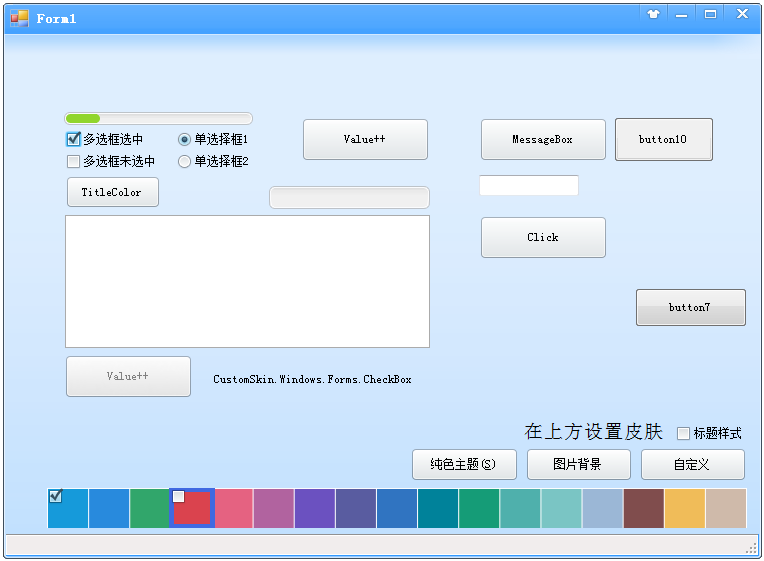 Form1
多选框选中
单选择框1
Value++
MessageBox
button10
多选框未选中
单选择框2
TitleColor
Click
button7
Value++
CustomSkin.Windows.Forms.CheckBox
在上方设置皮肤
标题样式
纯色主题(S)
图片背景
自定义